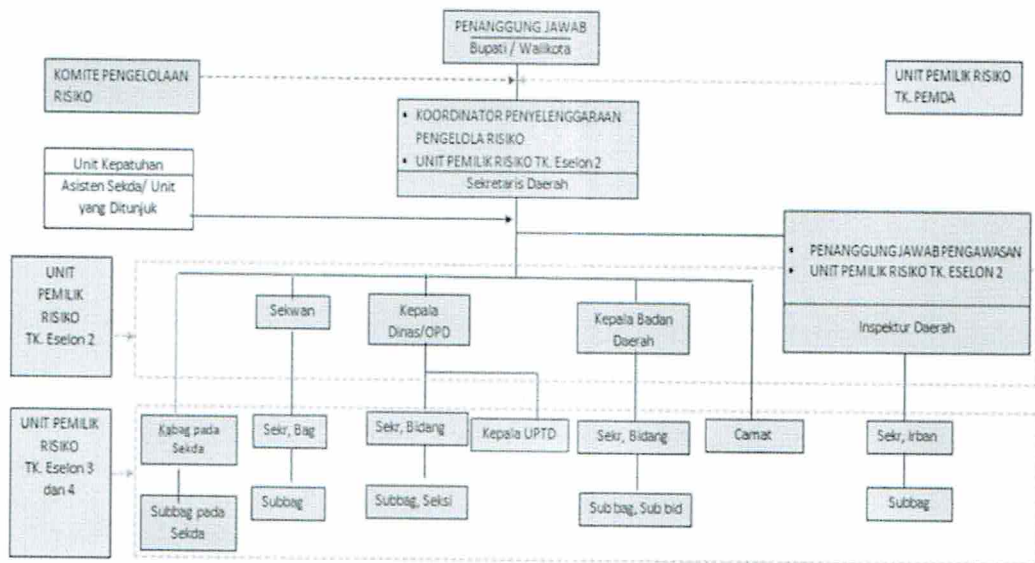 PENANGGUNG JAWAB
Bupati / Walikota
KOMITE PENGELOLAAN
RISIKO
UNIT PEMILIK RISIKO
TK. PEMDA
• KOORDINATOR PENYELENGGARAAN
PENGELOLA RISIKO
• UNIT PEMILIK RISIKO TK. Eselon 2
Sekretaris Daerah
Unit Kepatuhan
Asisten Sekda/ Unit
yang Ditunjuk
• PENANGGUNG JAWAB PENGAWASAN
• UNIT PEMILIK RISIKO TK. ESELON 2
Inspektur Daerah
UNIT
PEMILIK
RISIKO
TK. Eselon 2
Sekwan
Kepala
Dinas/OPD
Kepala Badan
Daerah
UNIT PEMILIK
RISIKO
TK. Eselon 3
dan 4
Kabag pada
Sekda
Sekr, Bag
Sekr, Bidang
Kepala UPTD
Sekr, Bidang
Camat
Sekr, Irban
Subbag pada
Sekda
Subbag
Subbag, Seksi
Sub bag, Sub bid
Subbag